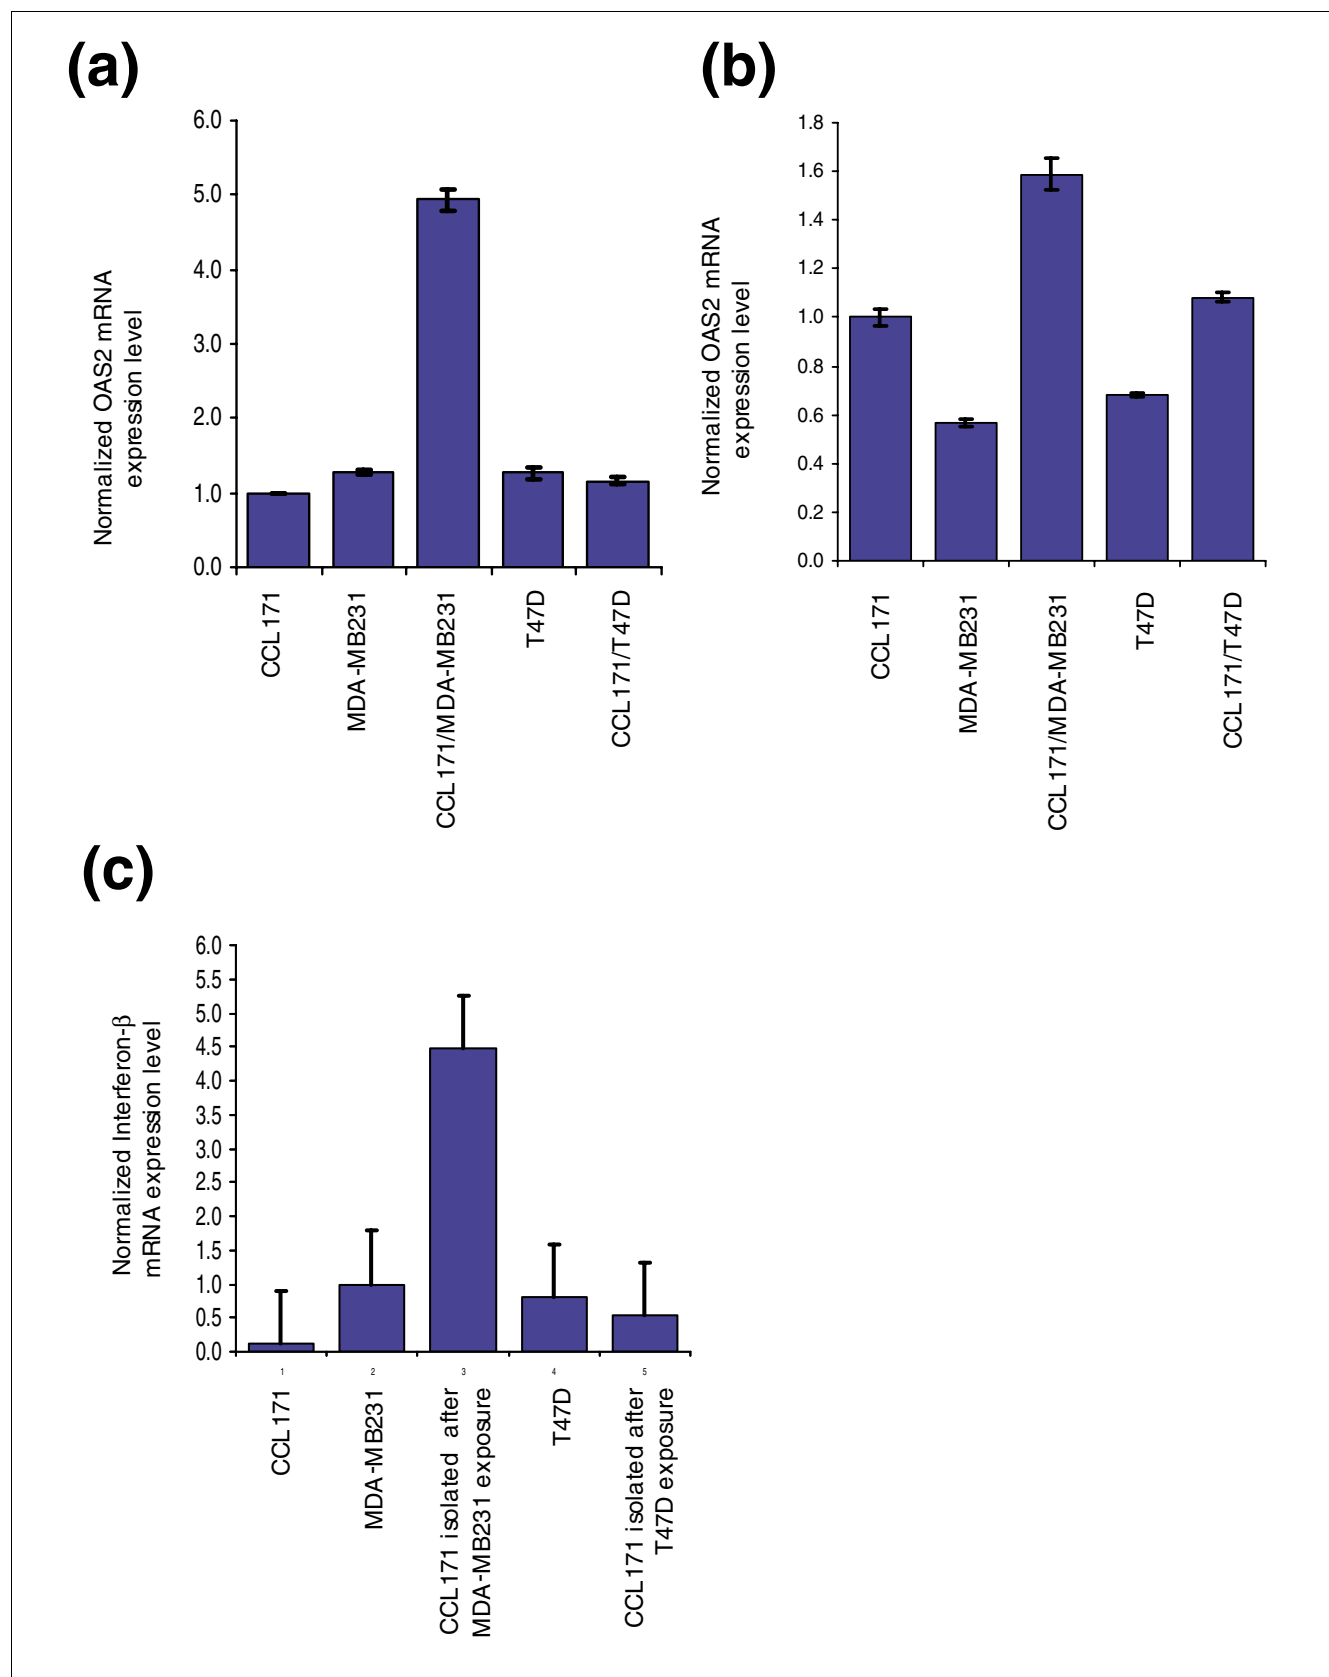 (a)
6.0
5.0
4.0
3.0
2.0
1.0
0.0
Normalized OAS2 mRNA
expression level
CCL171
MDA-MB231
CCL171/MDA-MB231
T47D
CCL171/T47D
(b)
1.8
1.6
1.4
1.2
1.0
0.8
0.6
0.4
0.2
0.0
Normalized OAS2 mRNA
expression level
CCL171
MDA-MB231
CCL171/MDA-MB231
T47D
CCL171/T47D
(c)
6.0
5.5
5.0
4.5
4.0
3.5
3.0
2.5
2.0
1.5
1.0
0.5
0.0
Normalized Interferon-β
mRNA expression level
1
2
3
4
5
CCL171
MDA-MB231
CCL171 isolated after
MDA-MB231 exposure
T47D
CCL171 isolated after
T47D exposure